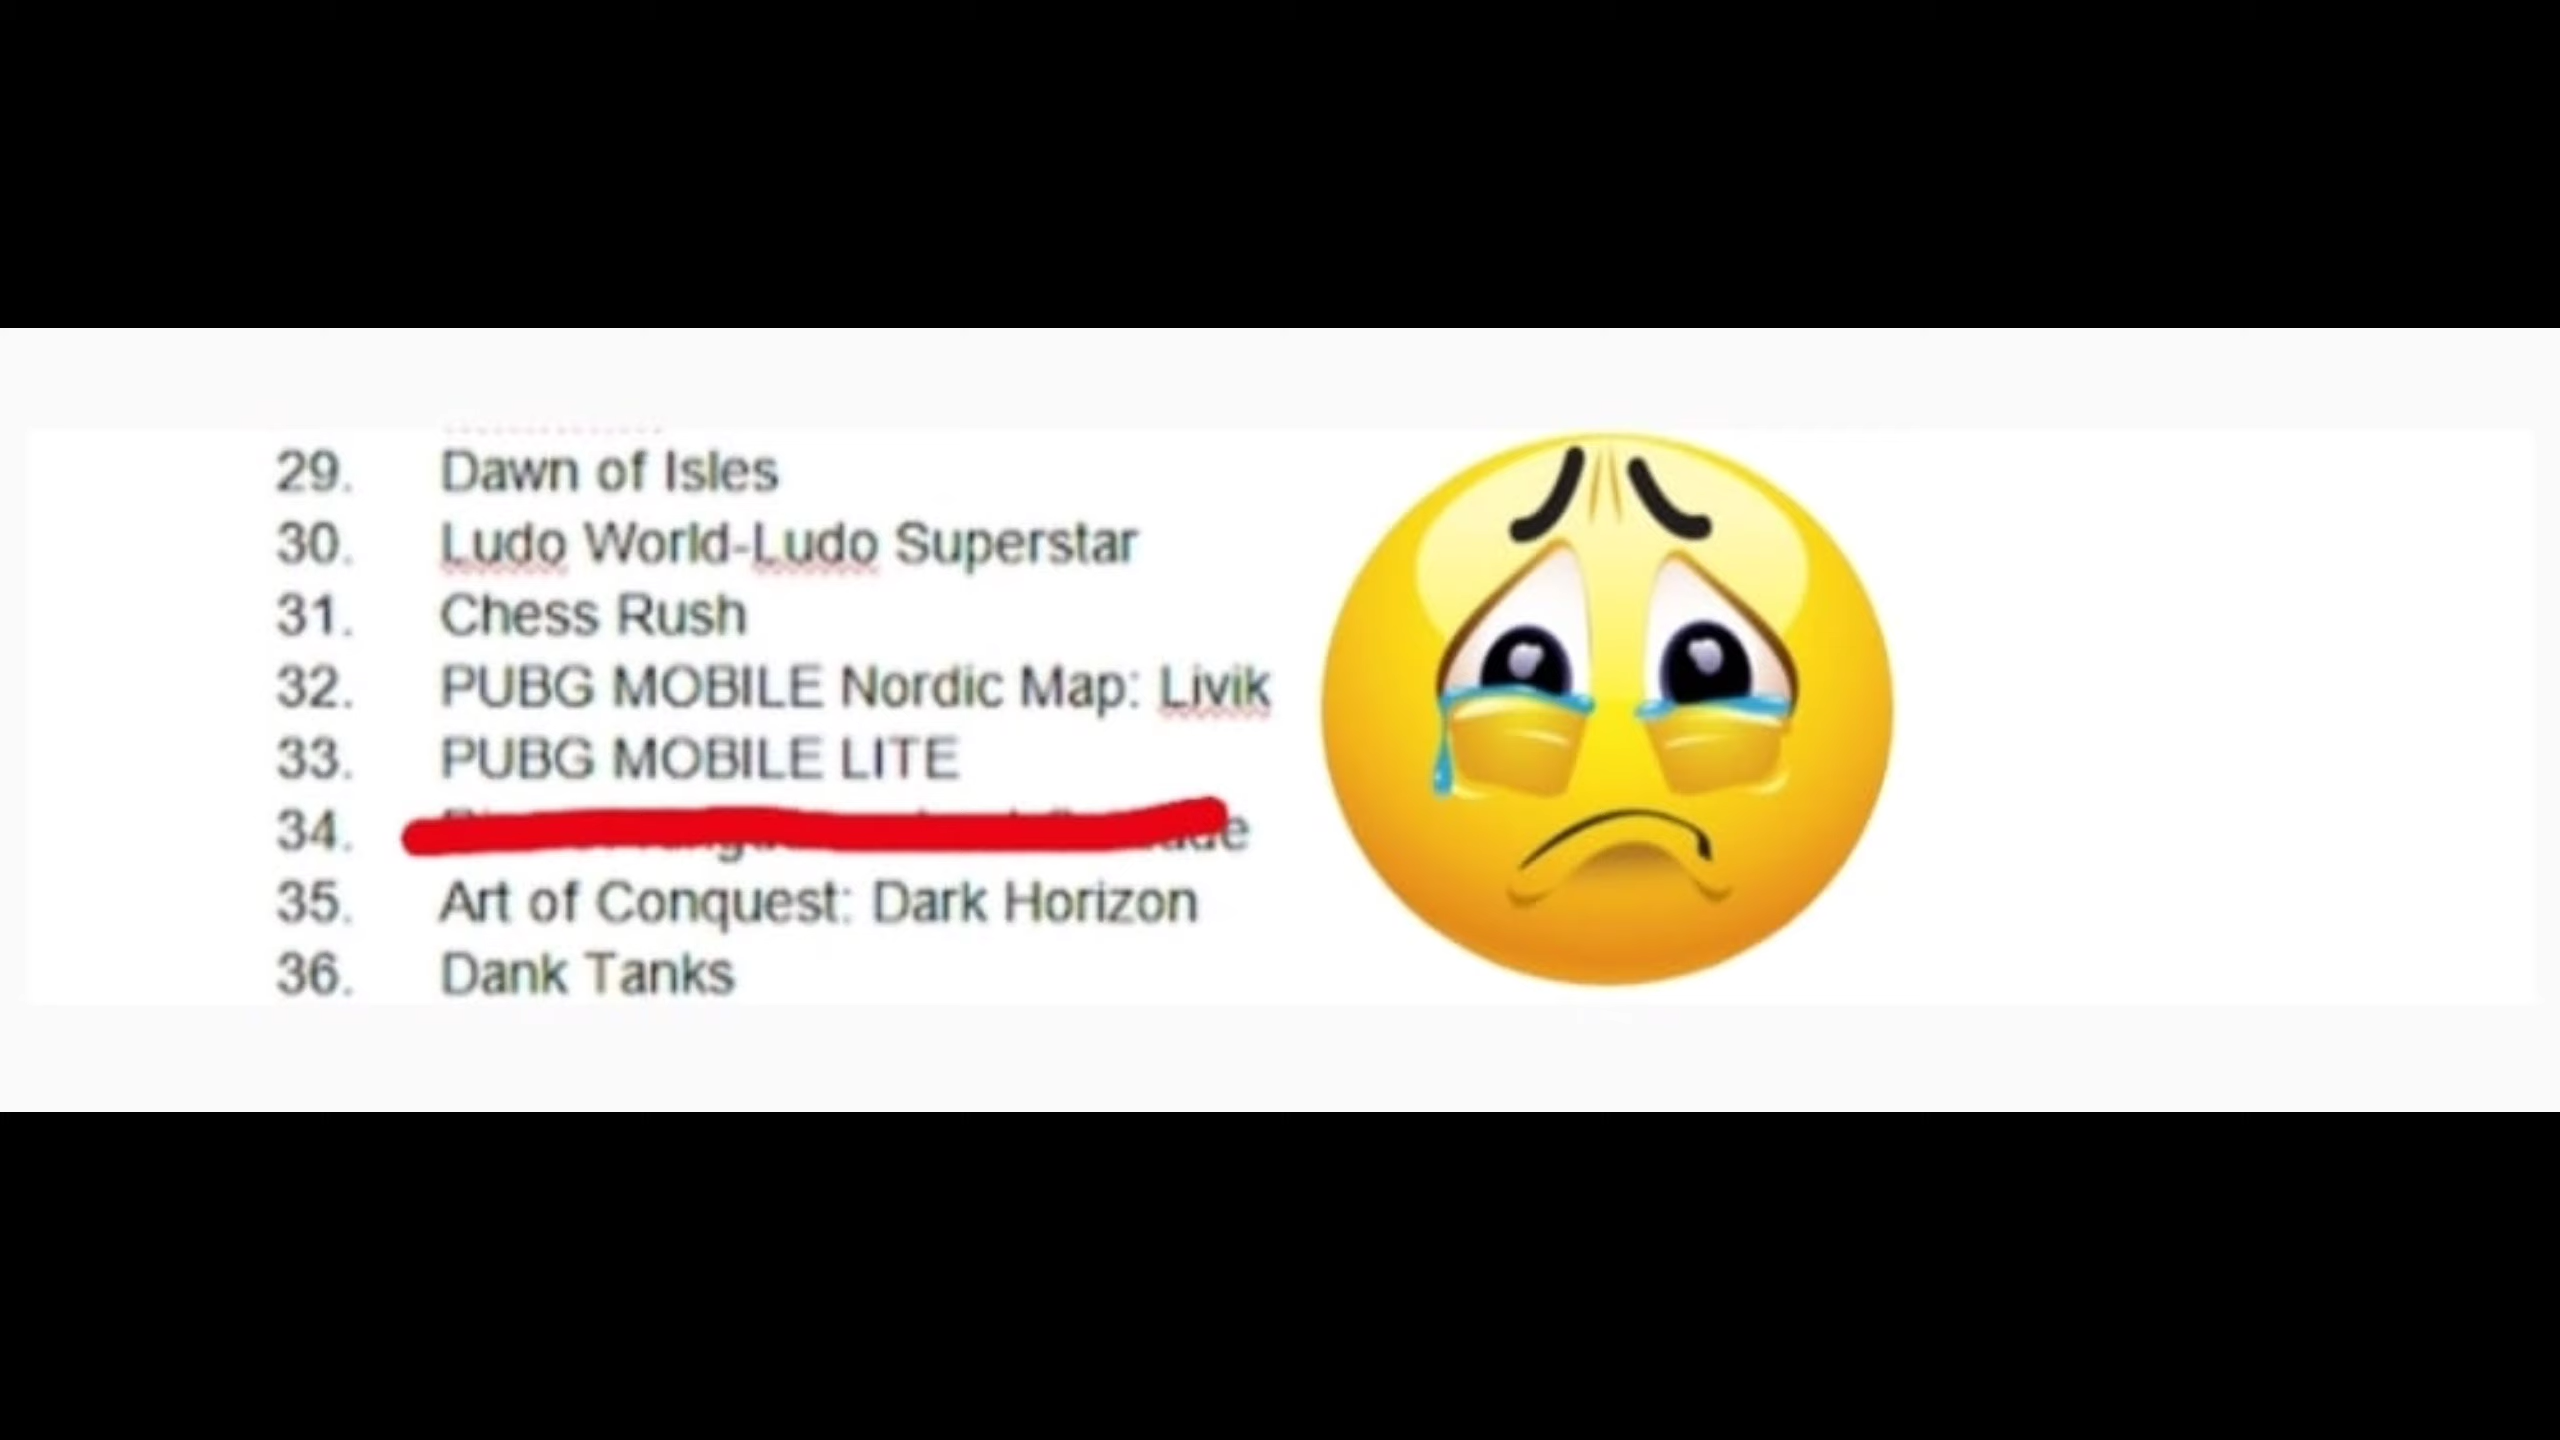 29. Dawn of Isles
30. Ludo World-Ludo Superstar
31. Chess Rush
32. PUBG MOBILE Nordic Map: Livik
33. PUBG MOBILE LITE
34.
35. Art of Conquest: Dark Horizon
36. Dank Tanks